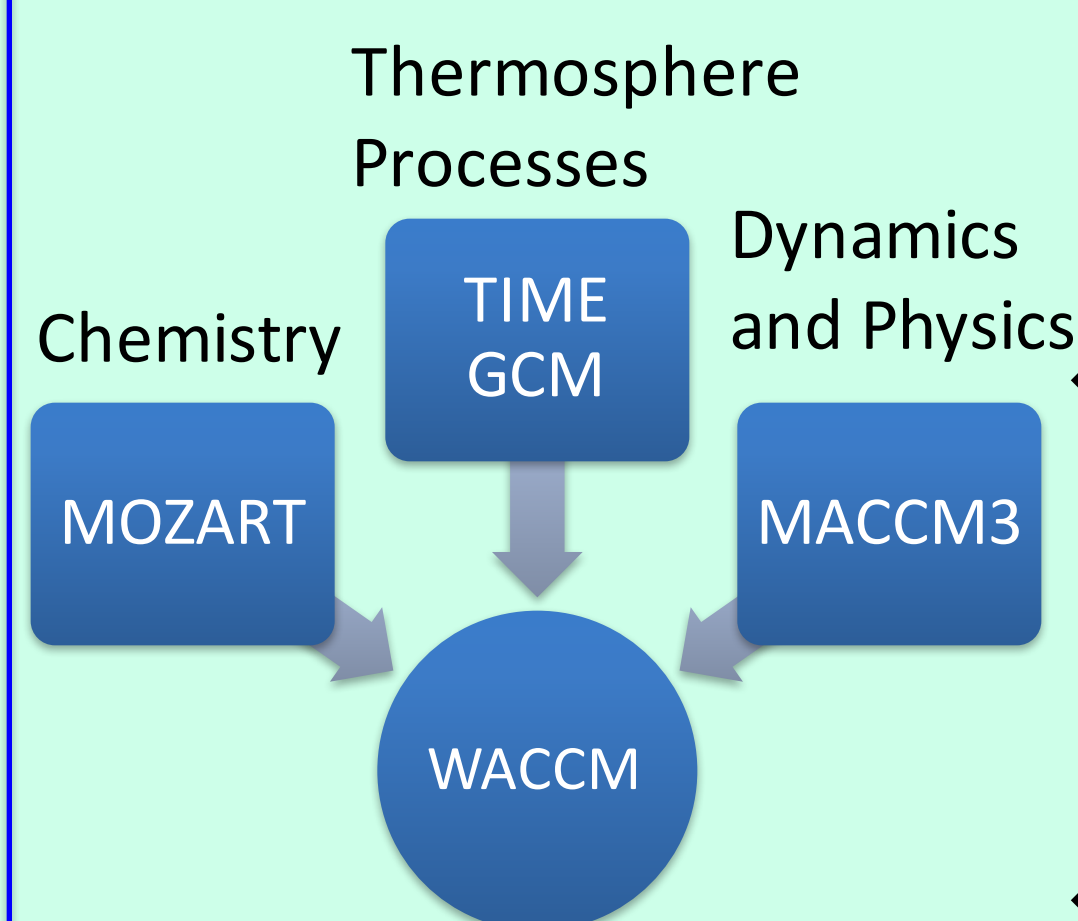 Thermosphere
Processes
Dynamics
and Physics
Chemistry
TIME
GCM
MOZART
MACCM3
WACCM